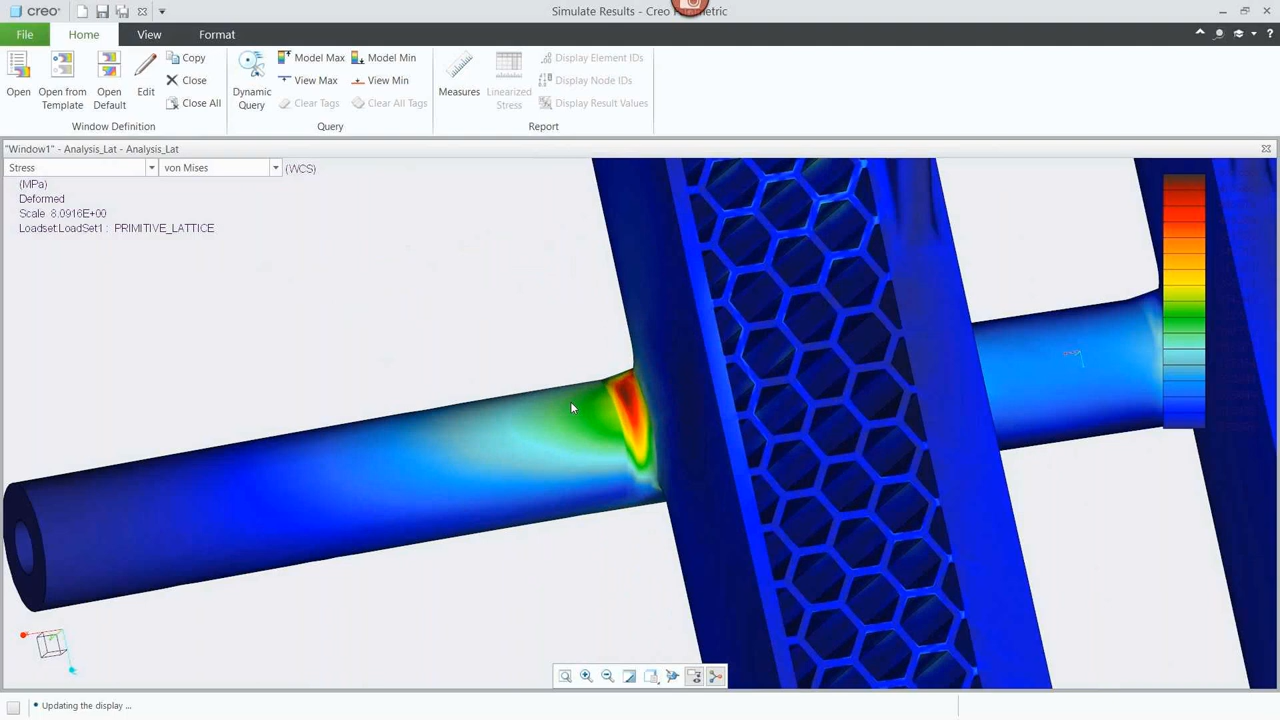 creo
Simulate Results - Creo Parametric
File
Home
View
Format
Open
Open from Template
Open Default
Edit
Copy
Close
Close All
Window Definition
Dynamic Query
Model Max
Model Min
View Max
View Min
Clear Tags
Clear All Tags
Query
Measures
Linearized Stress
Display Element IDs
Display Node IDs
Display Result Values
Report
"Window1" - Analysis_Lat - Analysis_Lat
Stress
von Mises
(WCS)
(MPa)
Deformed
Scale 8.0916E+00
Loadset:LoadSet1 : PRIMITIVE_LATTICE
Updating the display ...